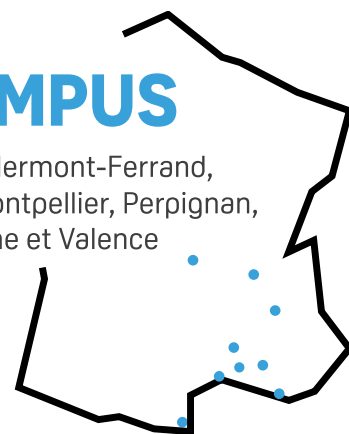 MPUS
lermont-Ferrand,
ontpellier, Perpignan,
ne et Valence